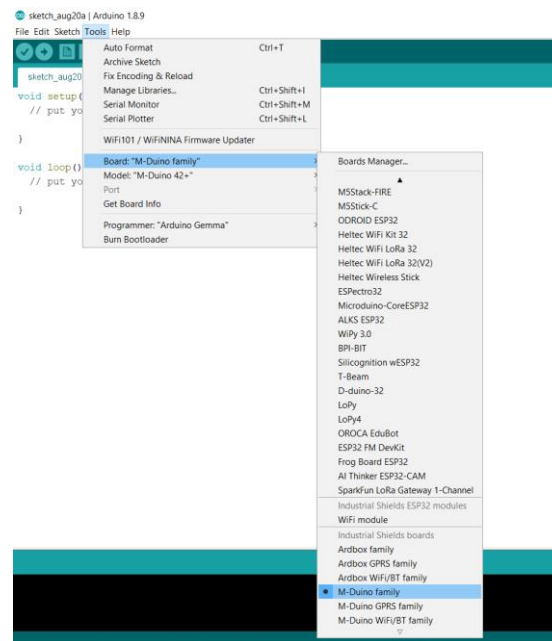 sketch_aug20a | Arduino 1.8.9
File Edit Sketch Tools Help
sketch_aug20
void setup(
// put yo
}
void loop()
// put yo
}
Auto Format Ctrl+T
Archive Sketch
Fix Encoding & Reload
Manage Libraries... Ctrl+Shift+I
Serial Monitor Ctrl+Shift+M
Serial Plotter Ctrl+Shift+L
WiFi101 / WiFiNINA Firmware Updater
Board: "M-Duino family"
Model: "M-Duino 42+"
Port
Get Board Info
Programmer: "Arduino Gemma"
Burn Bootloader
Boards Manager...
M5Stack-FIRE
M5Stick-C
ODROID ESP32
Heltec WiFi Kit 32
Heltec WiFi LoRa 32
Heltec WiFi LoRa 32(V2)
Heltec Wireless Stick
ESPectro32
Microduino-CoreESP32
ALKS ESP32
WiPy 3.0
BPI-BIT
Silicognition wESP32
T-Beam
D-duino-32
LoPy
LoPy4
OROCA EduBot
ESP32 FM DevKit
Frog Board ESP32
AI Thinker ESP32-CAM
SparkFun LoRa Gateway 1-Channel
Industrial Shields ESP32 modules
WiFi module
Industrial Shields boards
Ardbox family
Ardbox GPRS family
Ardbox WiFi/BT family
M-Duino family
M-Duino GPRS family
M-Duino WiFi/BT family